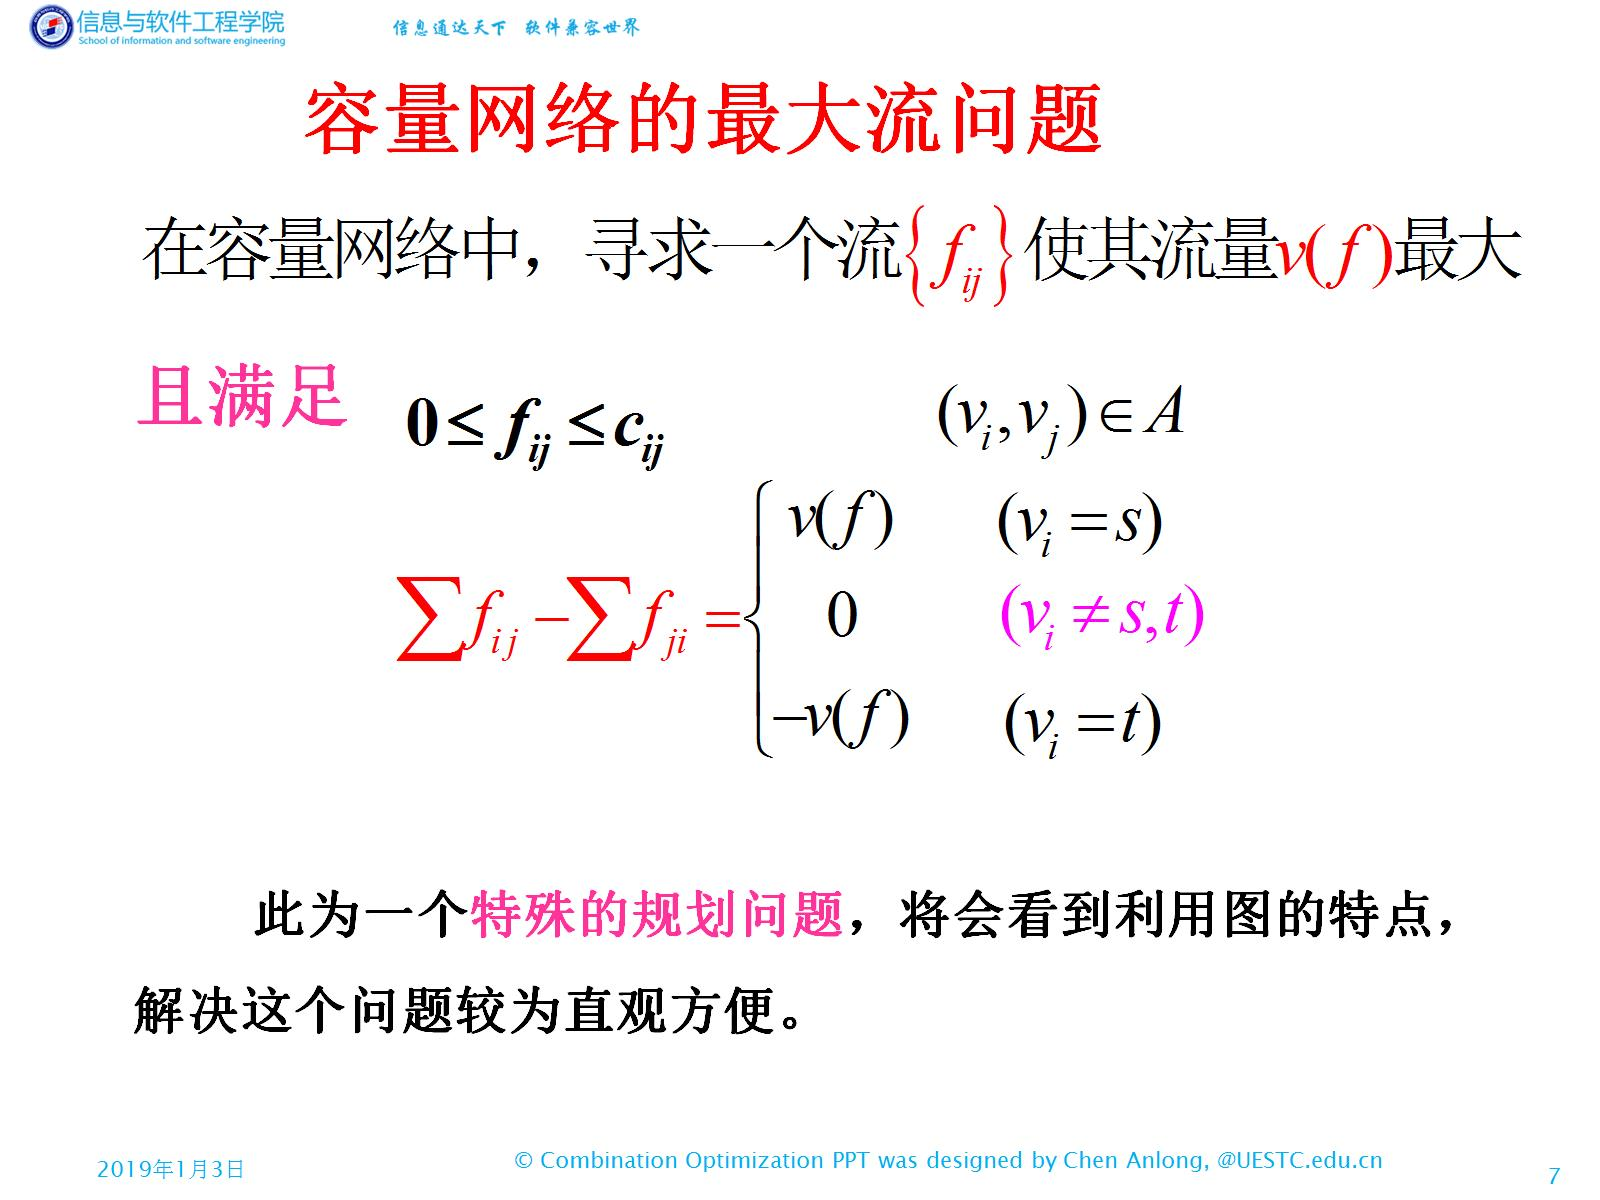 信息与软件工程学院
School of information and software engineering
信息通达天下 软件兼容世界
容量网络的最大流问题
在容量网络中，寻求一个流{f_ij}使其流量v(f)最大
且满足 0≤f_ij≤c_ij (v_i,v_j)∈A
v(f) (v_i=s)
∑f_ij−∑f_ji={ 0 (v_i≠s,t)
−v(f) (v_i=t)
此为一个特殊的规划问题，将会看到利用图的特点，
解决这个问题较为直观方便。
2019年1月3日
© Combination Optimization PPT was designed by Chen Anlong, @UESTC.edu.cn
7